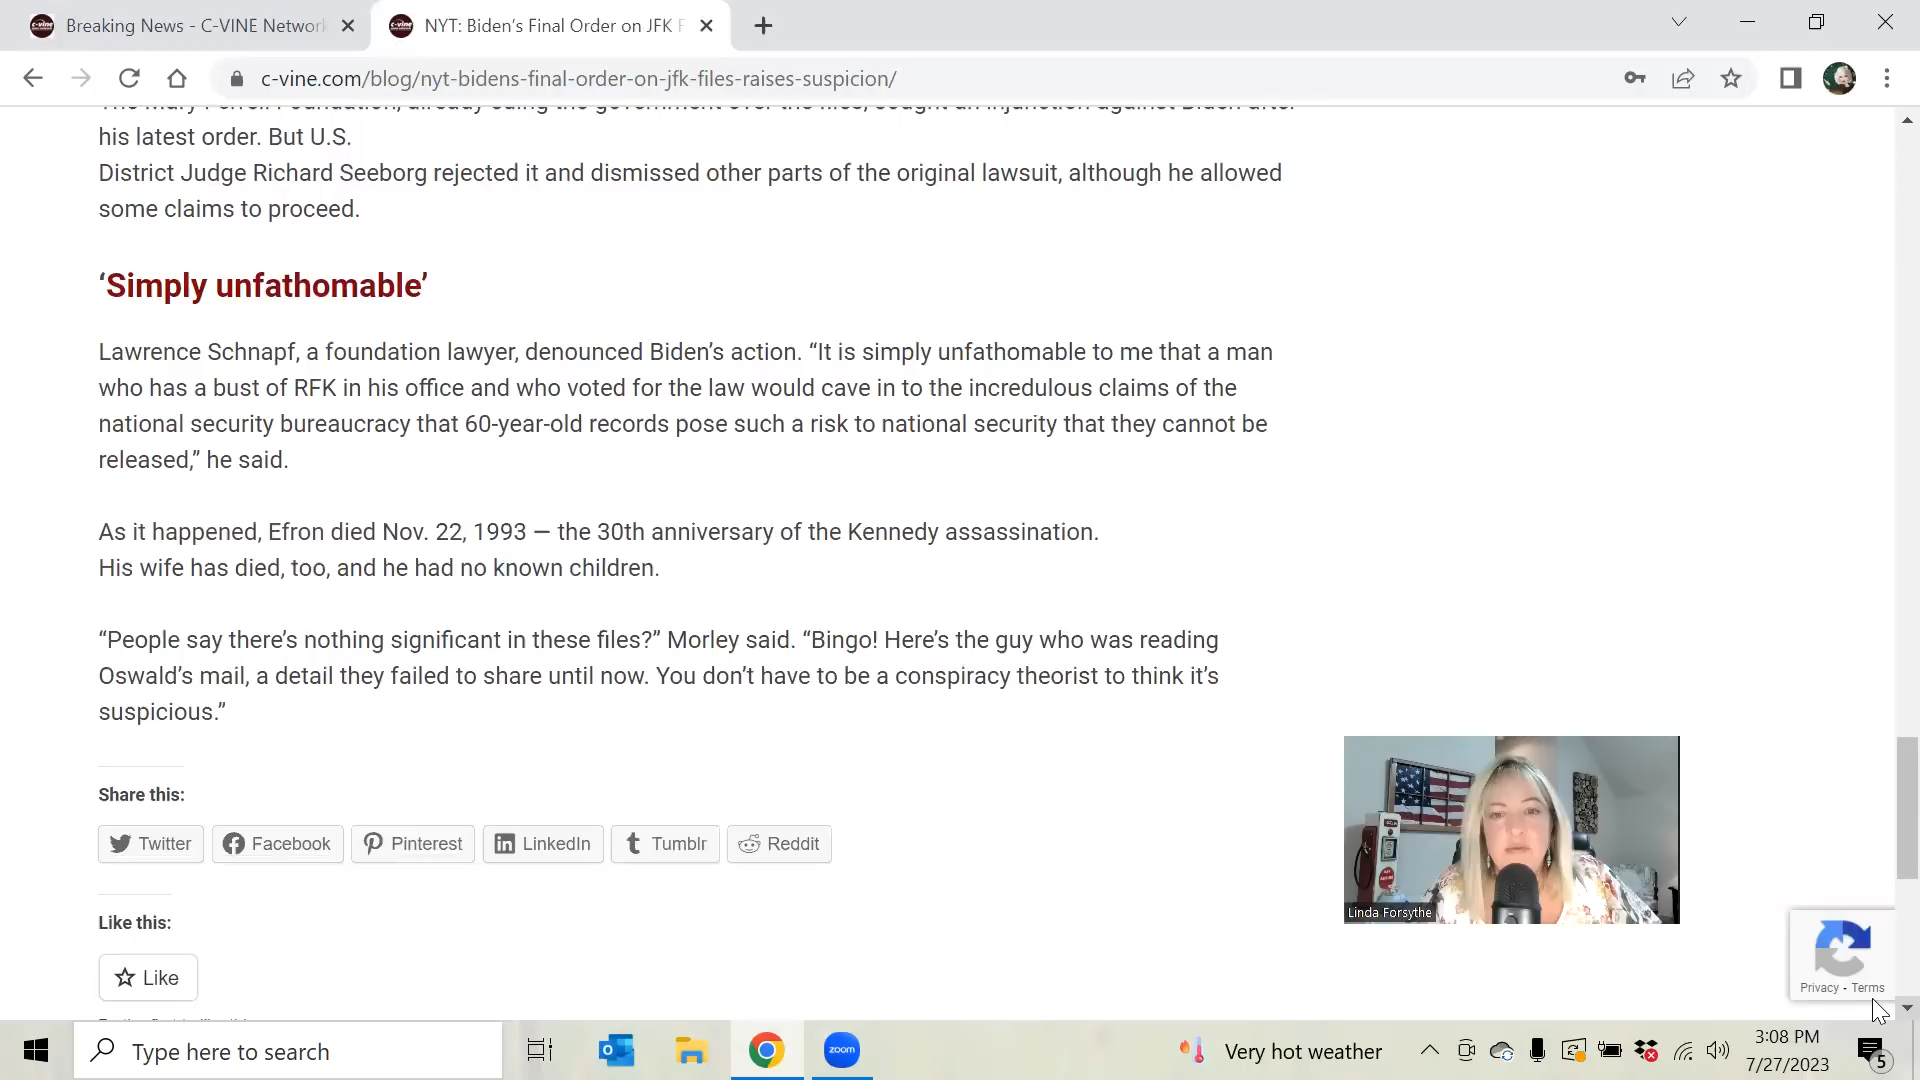 Breaking News - C-VINE Network
NYT: Biden's Final Order on JFK F
c-vine.com/blog/nyt-bidens-final-order-on-jfk-files-raises-suspicion/
his latest order. But U.S.
District Judge Richard Seeborg rejected it and dismissed other parts of the original lawsuit, although he allowed
some claims to proceed.
‘Simply unfathomable’
Lawrence Schnapf, a foundation lawyer, denounced Biden’s action. “It is simply unfathomable to me that a man
who has a bust of RFK in his office and who voted for the law would cave in to the incredulous claims of the
national security bureaucracy that 60-year-old records pose such a risk to national security that they cannot be
released,” he said.
As it happened, Efron died Nov. 22, 1993 — the 30th anniversary of the Kennedy assassination.
His wife has died, too, and he had no known children.
“People say there’s nothing significant in these files?” Morley said. “Bingo! Here’s the guy who was reading
Oswald’s mail, a detail they failed to share until now. You don’t have to be a conspiracy theorist to think it’s
suspicious.”
Share this:
Twitter Facebook Pinterest LinkedIn Tumblr Reddit
Linda Forsythe
Like this:
Like
Privacy - Terms
Type here to search
zoom
Very hot weather
3:08 PM
7/27/2023
5